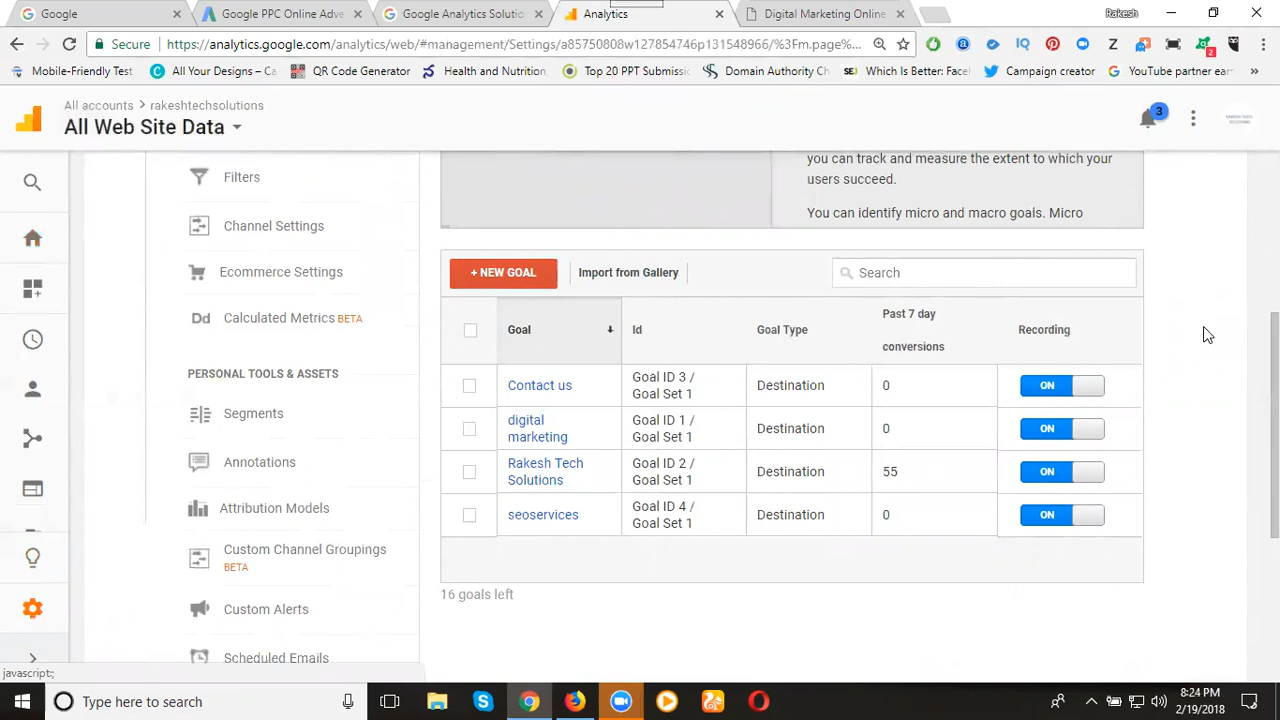 Google
Google PPC Online Adve
Google Analytics Solutio
Analytics
Digital Marketing Online
Rakesh
Secure
https://analytics.google.com/analytics/web/#management/Settings/a85750808w127854746p131548966/%3Fm.page%...
Mobile-Friendly Test
All Your Designs – Ca
QR Code Generator
Health and Nutrition
Top 20 PPT Submissi
Domain Authority Ch
Which Is Better: Facel
Campaign creator
YouTube partner earn
All accounts > rakeshtechsolutions
All Web Site Data
3
Filters
Channel Settings
Ecommerce Settings
Dd Calculated Metrics BETA
PERSONAL TOOLS & ASSETS
Segments
Annotations
Attribution Models
Custom Channel Groupings
BETA
Custom Alerts
Scheduled Emails
you can track and measure the extent to which your
users succeed.
You can identify micro and macro goals. Micro
+ NEW GOAL
Import from Gallery
Search
Goal
Id
Goal Type
Past 7 day
conversions
Recording
Contact us
Goal ID 3 /
Goal Set 1
Destination
0
ON
digital
marketing
Goal ID 1 /
Goal Set 1
Destination
0
ON
Rakesh Tech
Solutions
Goal ID 2 /
Goal Set 1
Destination
55
ON
seoservices
Goal ID 4 /
Goal Set 1
Destination
0
ON
16 goals left
javascript:;
Type here to search
8:24 PM
2/19/2018